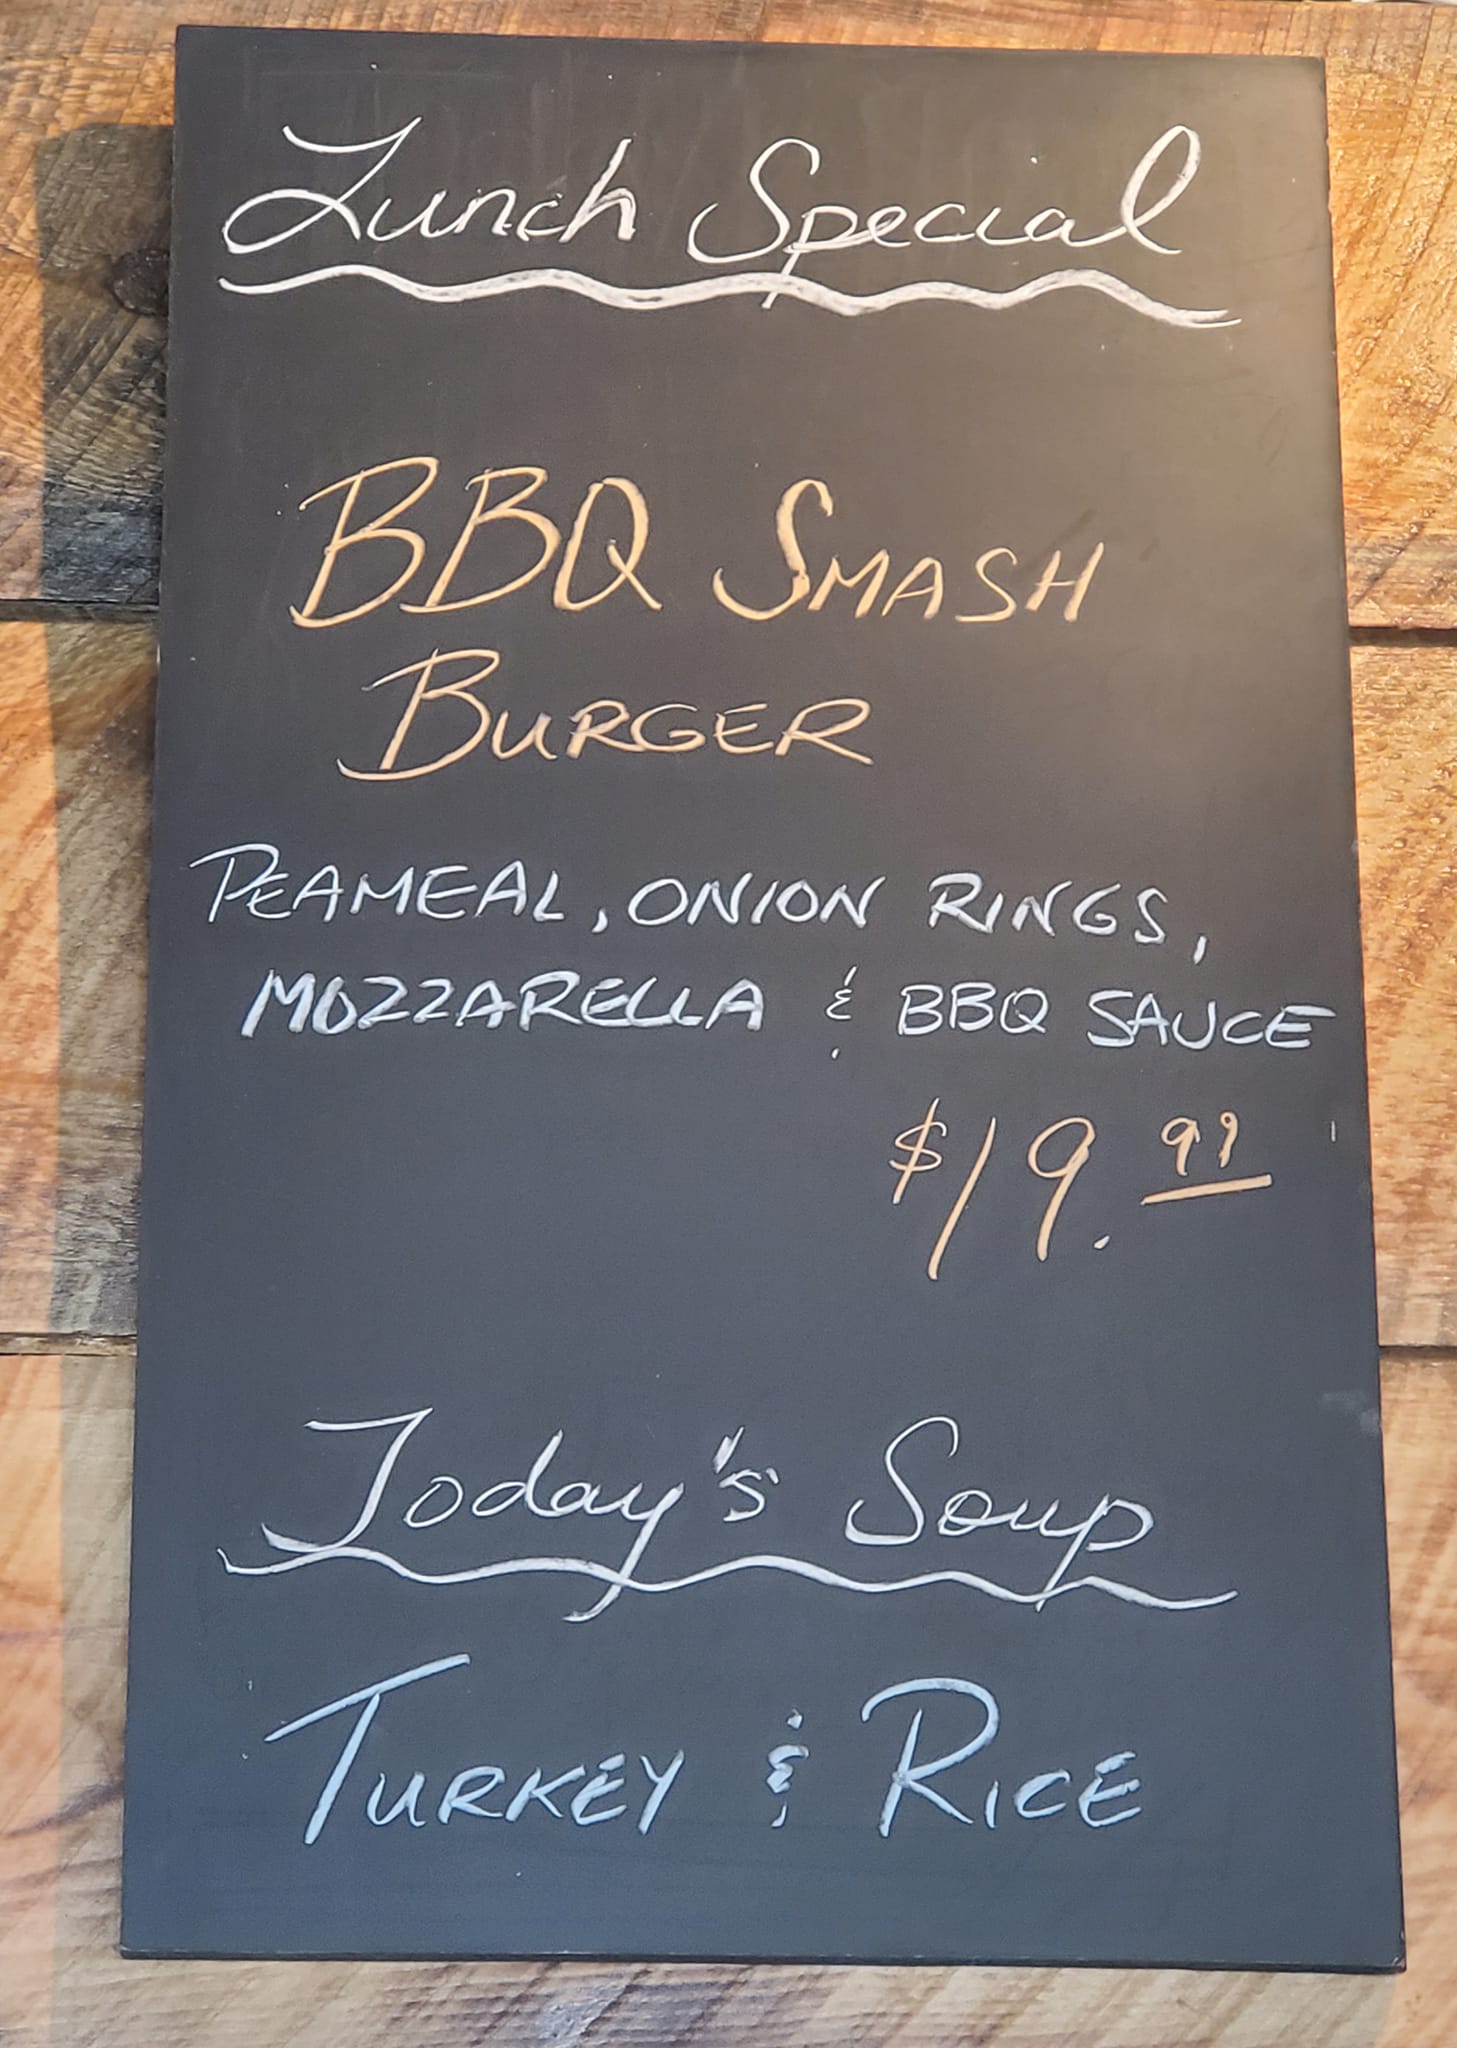 Lunch Special
BBQ SMASH
BURGER
PEAMEAL, ONION RINGS,
MOZZARELLA & BBQ SAUCE
$19.99
Today's Soup
TURKEY & RICE